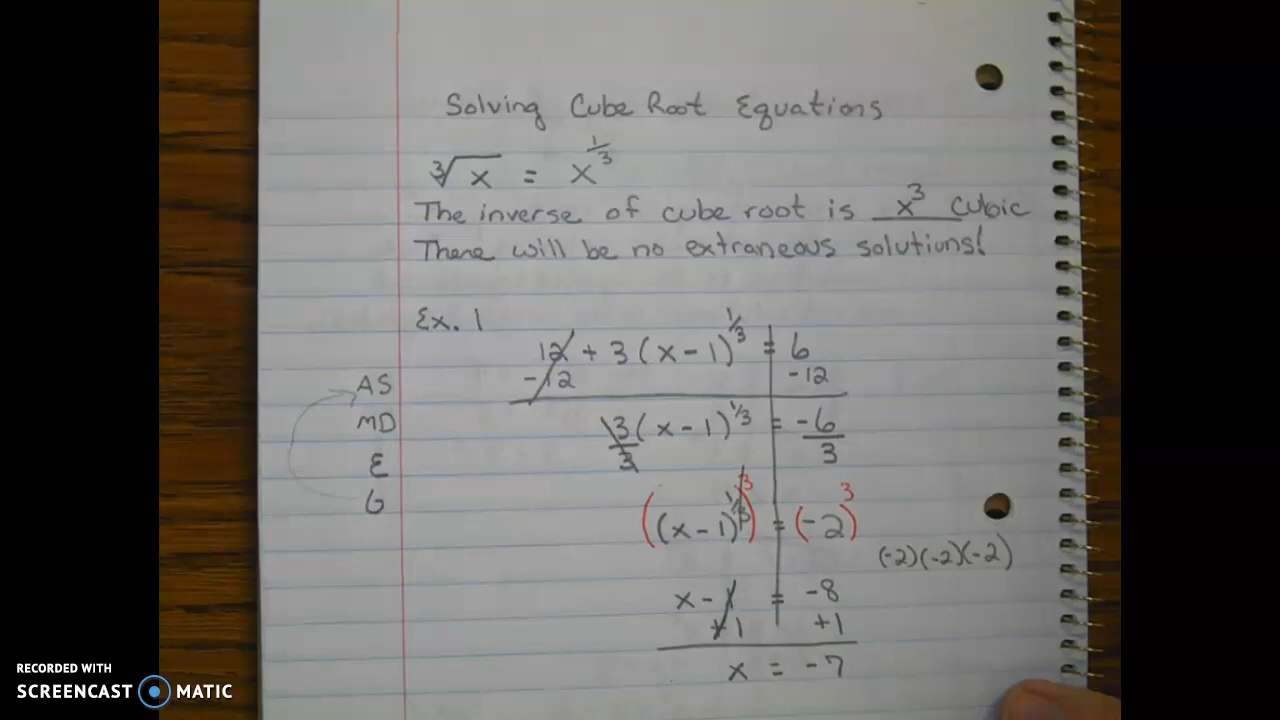 Solving Cube Root Equations
∛x = x^(1/3)
The inverse of cube root is x³ cubic
There will be no extraneous solutions!
Ex. 1
12 + 3(x-1)^(1/3) = 6
-12 -12
AS
3(x-1)^(1/3) = -6
3 3
MD
E
G
((x-1)^(1/3))³ = (-2)³
(-2)(-2)(-2)
x-1 = -8
+1 +1
x = -7
RECORDED WITH
SCREENCAST MATIC